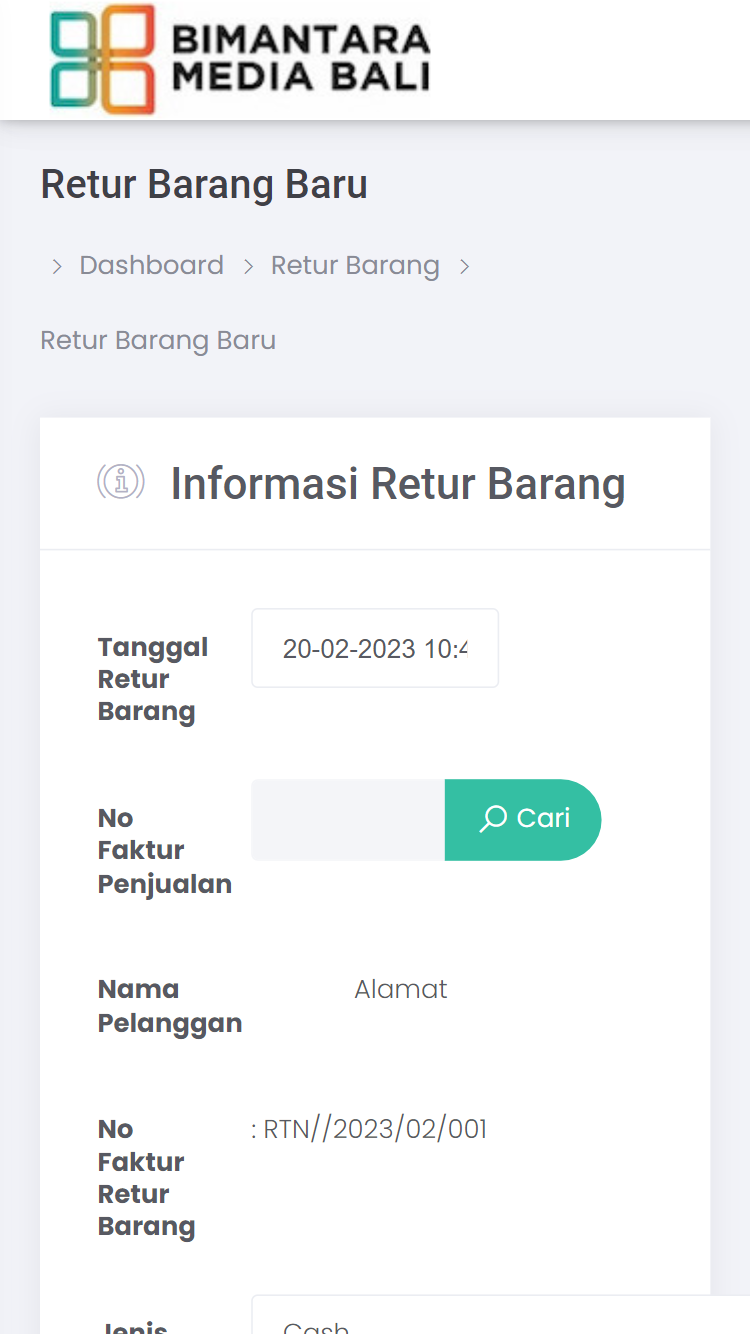 BIMANTARA
MEDIA BALI
Retur Barang Baru
> Dashboard > Retur Barang >
Retur Barang Baru
Informasi Retur Barang
Tanggal
Retur
Barang
20-02-2023 10:4
No
Faktur
Penjualan
Cari
Nama
Pelanggan
Alamat
No
Faktur
Retur
Barang
: RTN//2023/02/001
Jenis
Cash